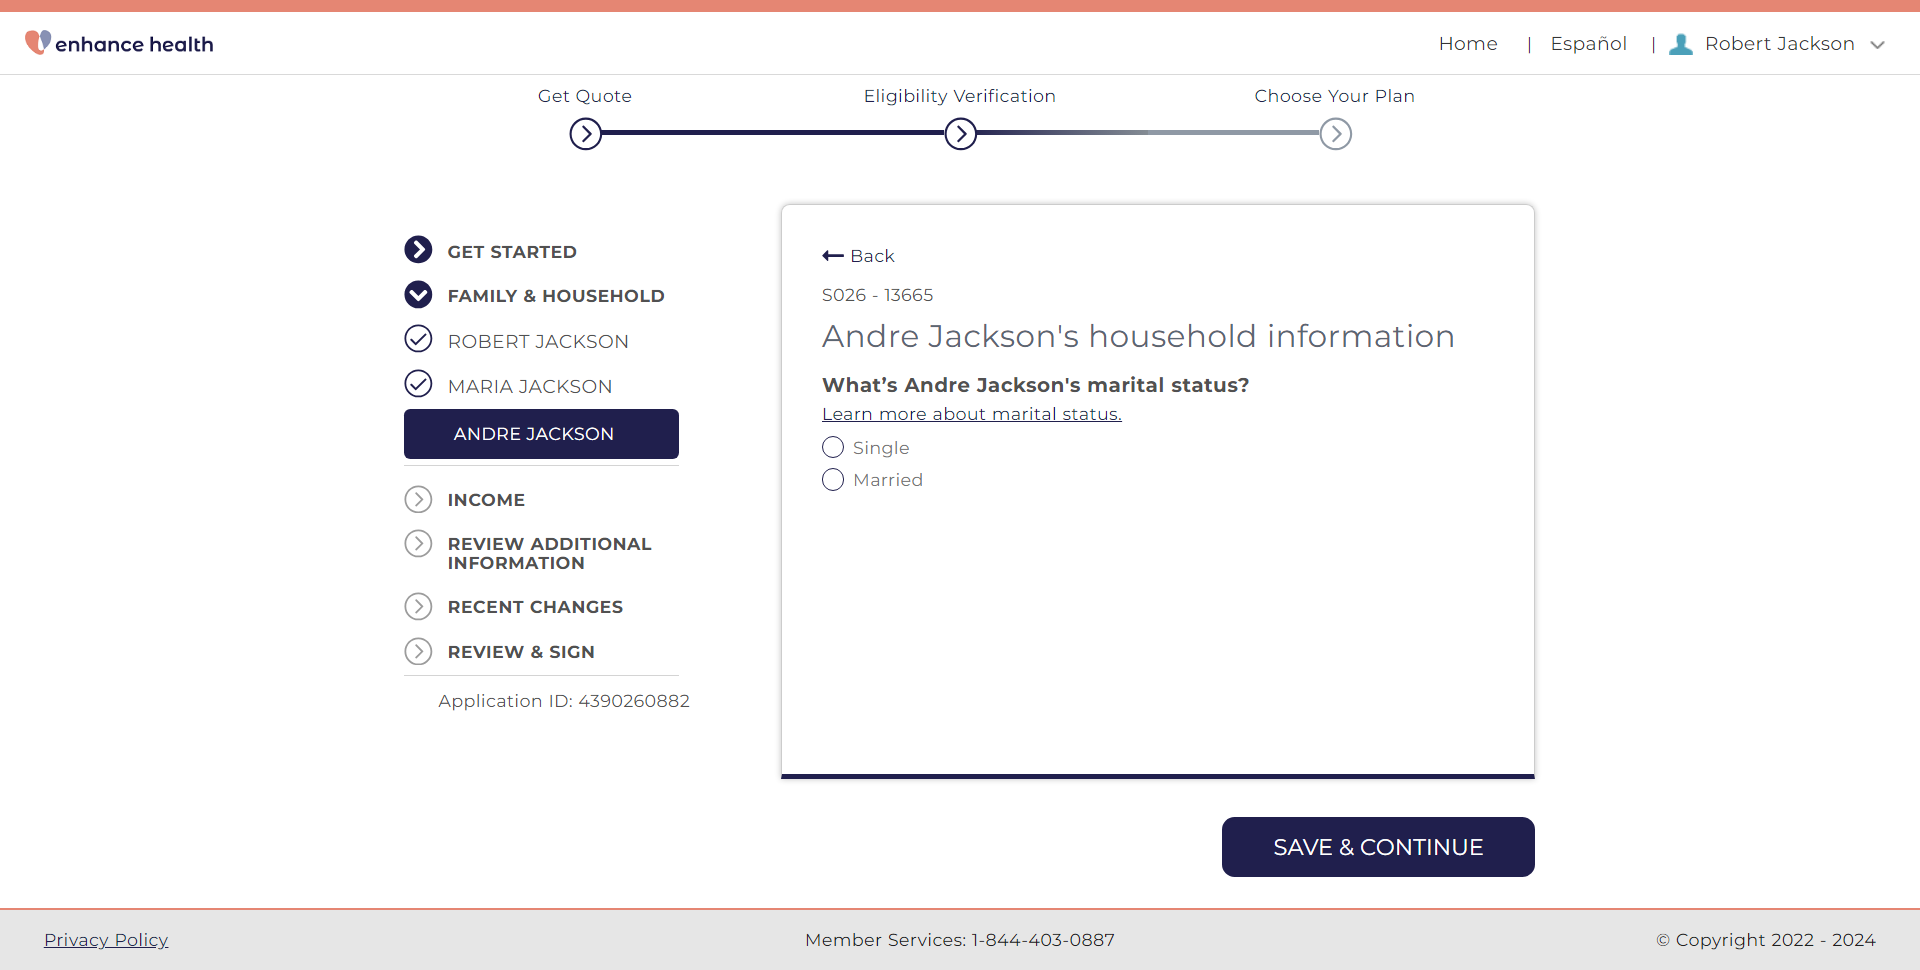 enhance health
Home | Español | Robert Jackson
Get Quote
Eligibility Verification
Choose Your Plan
GET STARTED
FAMILY & HOUSEHOLD
ROBERT JACKSON
MARIA JACKSON
ANDRE JACKSON
INCOME
REVIEW ADDITIONAL
INFORMATION
RECENT CHANGES
REVIEW & SIGN
Application ID: 4390260882
Back
S026 - 13665
Andre Jackson's household information
What’s Andre Jackson's marital status?
Learn more about marital status.
Single
Married
SAVE & CONTINUE
Privacy Policy
Member Services: 1-844-403-0887
© Copyright 2022 - 2024